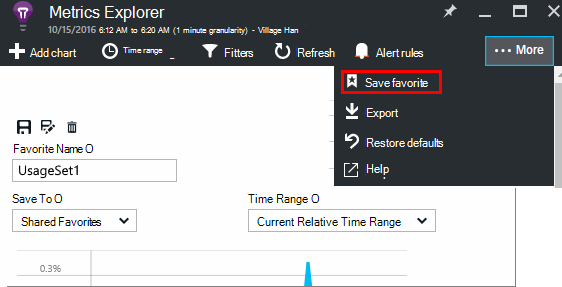 Metrics Explorer
10/15/2016 6:12 AM to 6:20 AM (1 minute granularity) - Village Han
Add chart Time range Fritters Refresh Alert rules ••• More
Save favorite
Export
Restore defaults
Help
Favorite Name O
UsageSet1
Save To O Time Range O
Shared Favorites Current Relative Time Range
0.3%